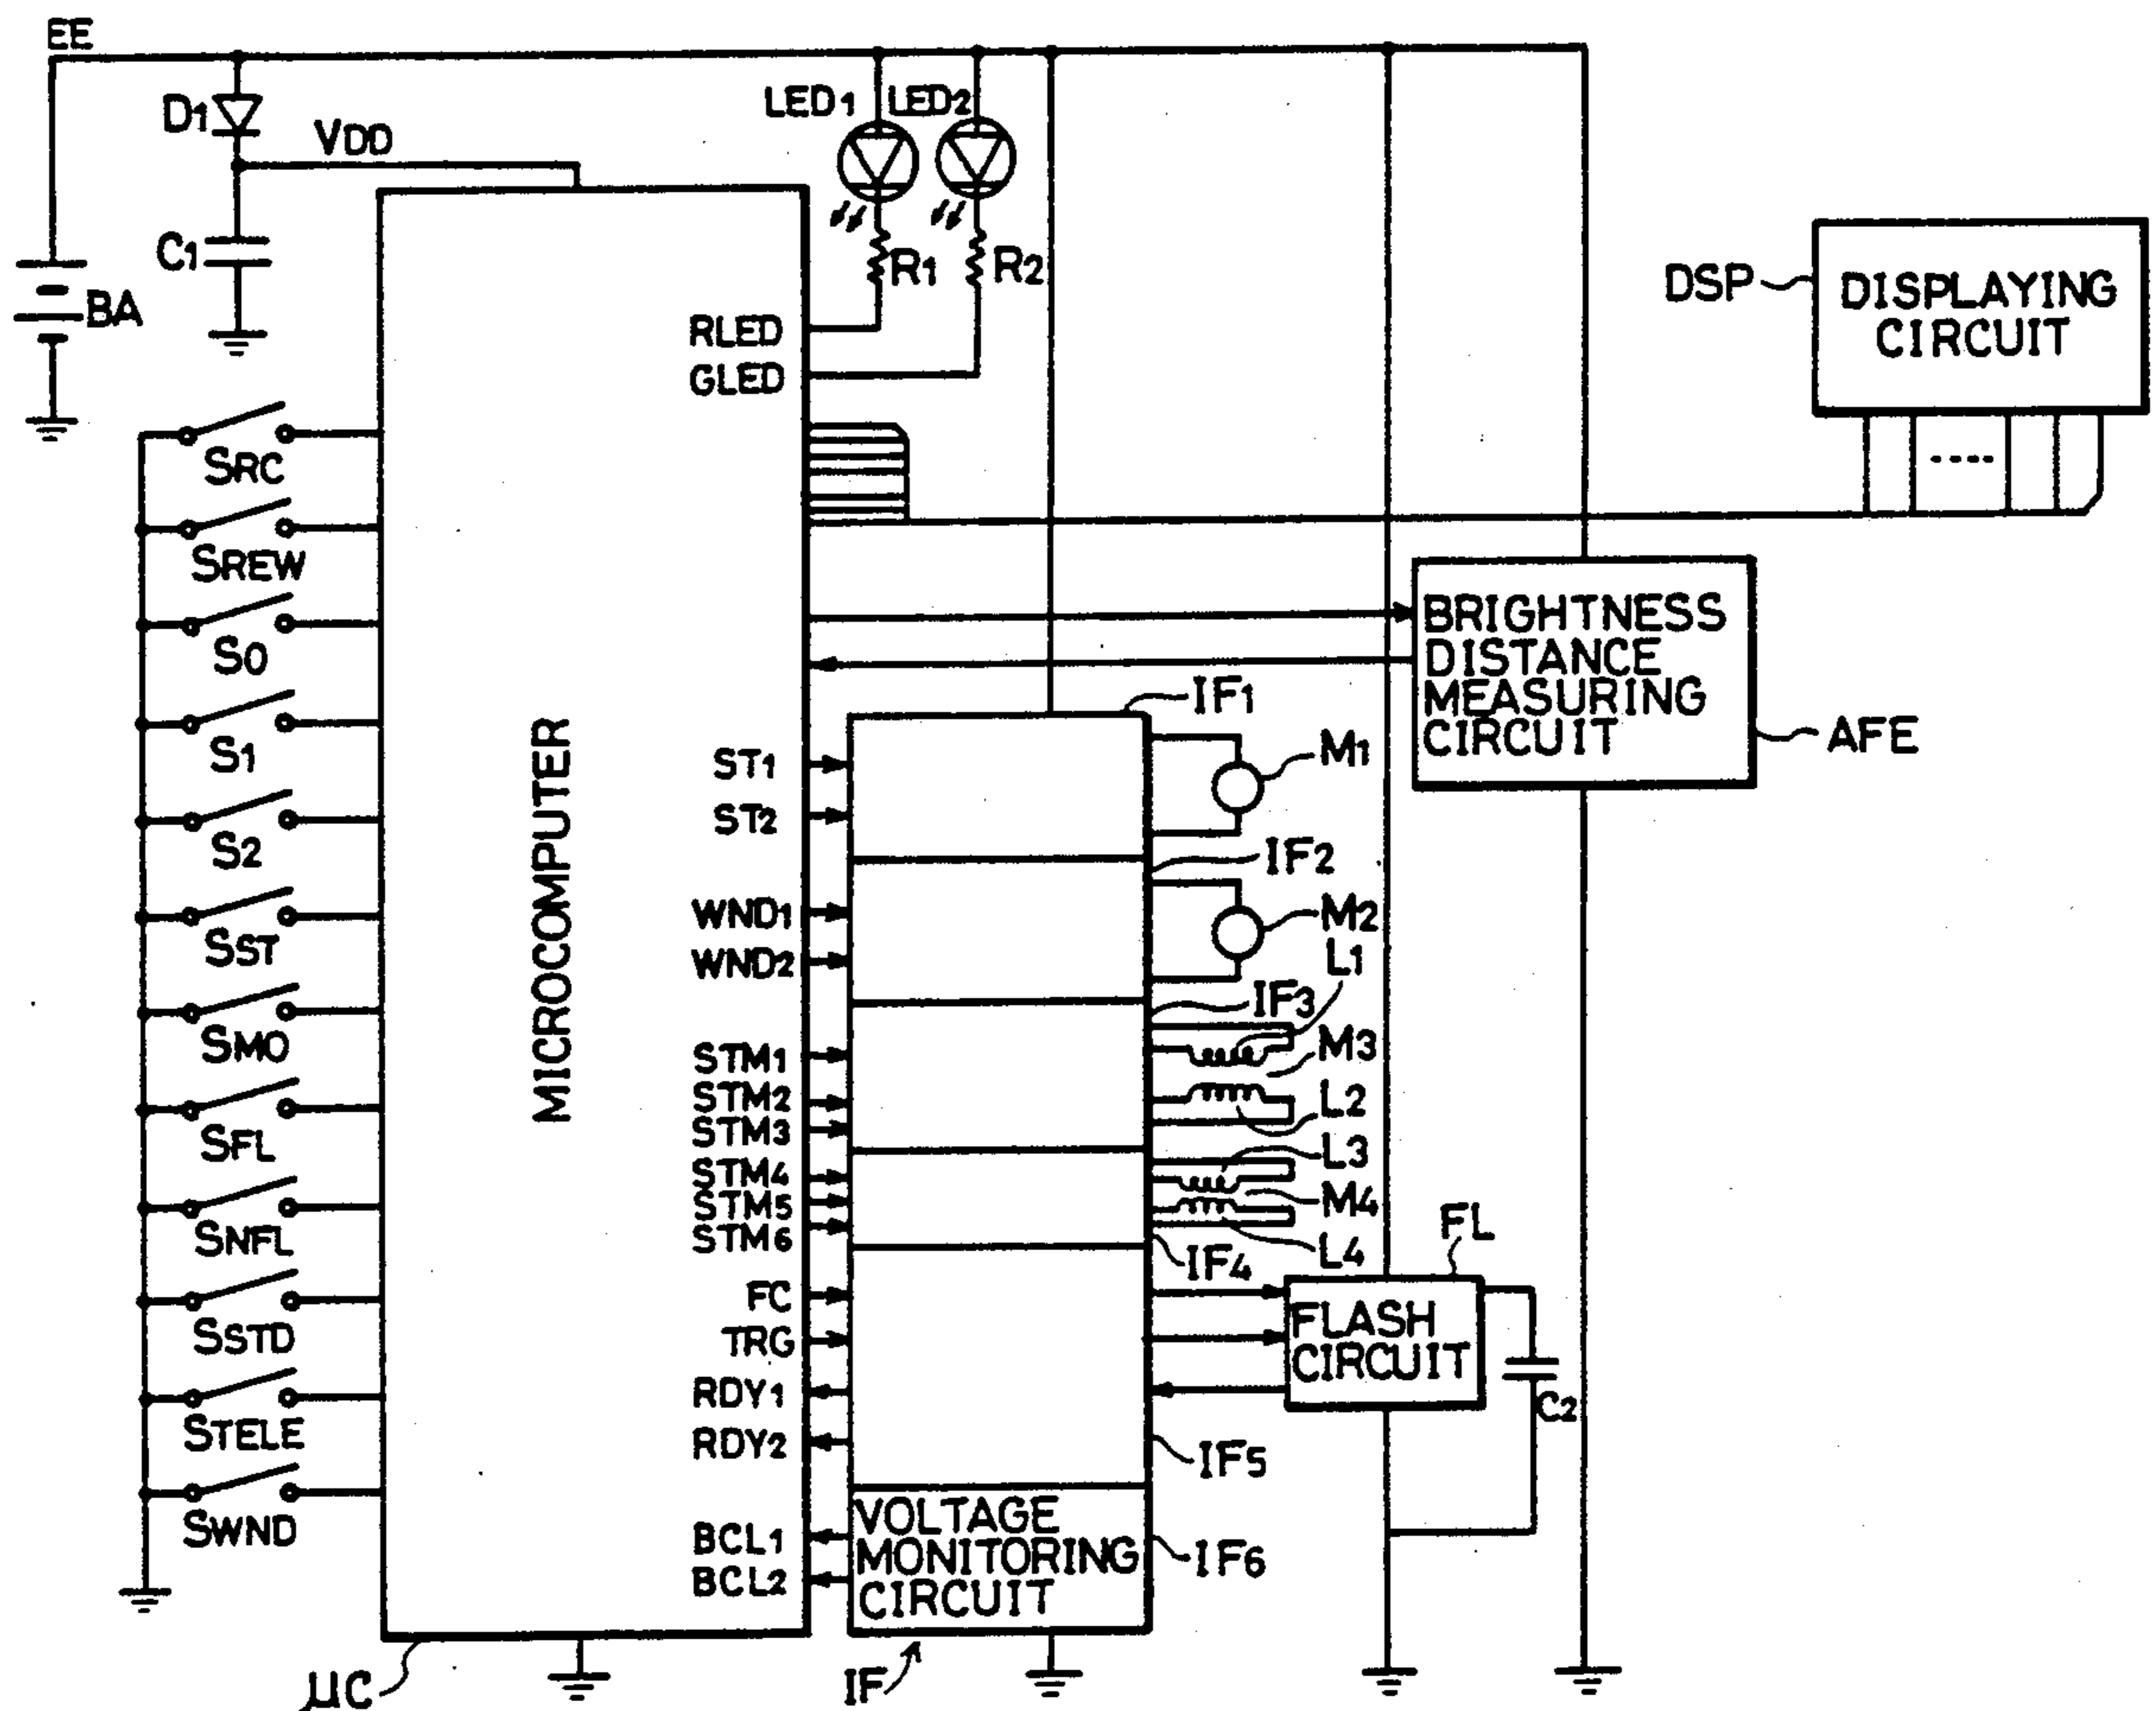 EE
D1
VDD
LED1
LED2
C1
BA
R1
R2
RLED
GLED
DSP
DISPLAYING
CIRCUIT
SRC
SREW
S0
S1
S2
SST
SMO
SFL
SNFL
SSTD
STELE
SWND
MICROCOMPUTER
BRIGHTNESS
DISTANCE
MEASURING
CIRCUIT
AFE
IF1
ST1
ST2
M1
IF2
WND1
WND2
M2
L1
IF3
STM1
STM2
STM3
M3
L2
L3
STM4
STM5
STM6
M4
L4
IF4
FL
FC
TRG
RDY1
RDY2
FLASH
CIRCUIT
C2
IF5
BCL1
BCL2
VOLTAGE
MONITORING
CIRCUIT
IF6
μC
IF